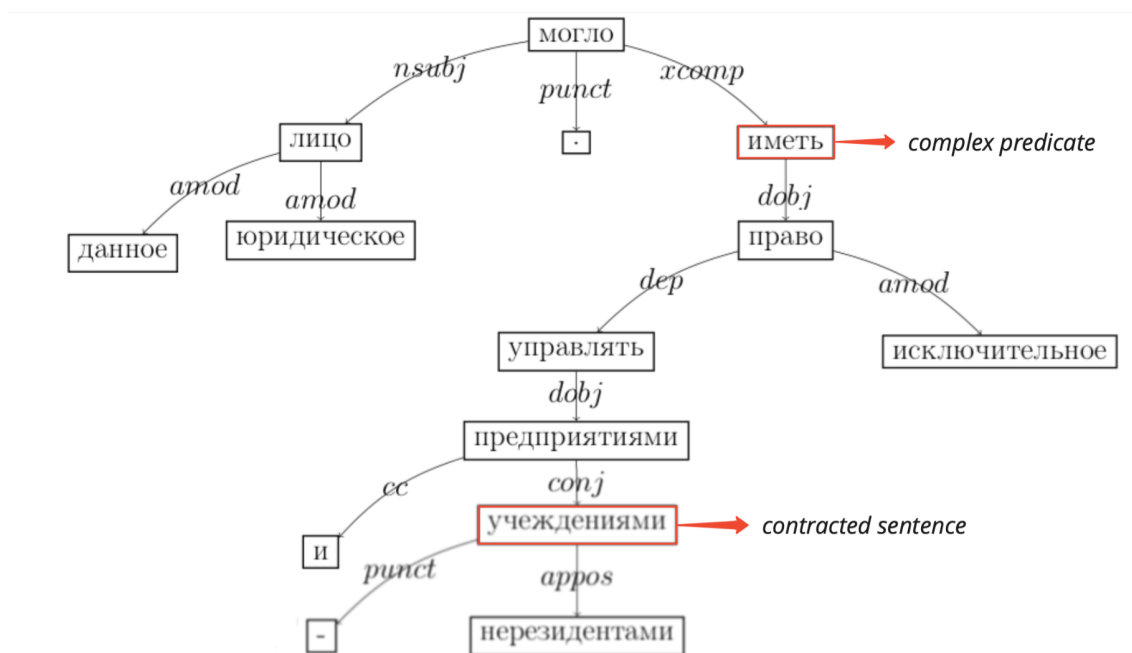 могло
nsubj
punct
xcomp
лицо
.
иметь
complex predicate
amod
amod
dobj
данное
юридическое
право
dep
amod
управлять
исключительное
dobj
предприятиями
cc
conj
учеждениями
contracted sentence
и
punct
appos
-
нерезидентами